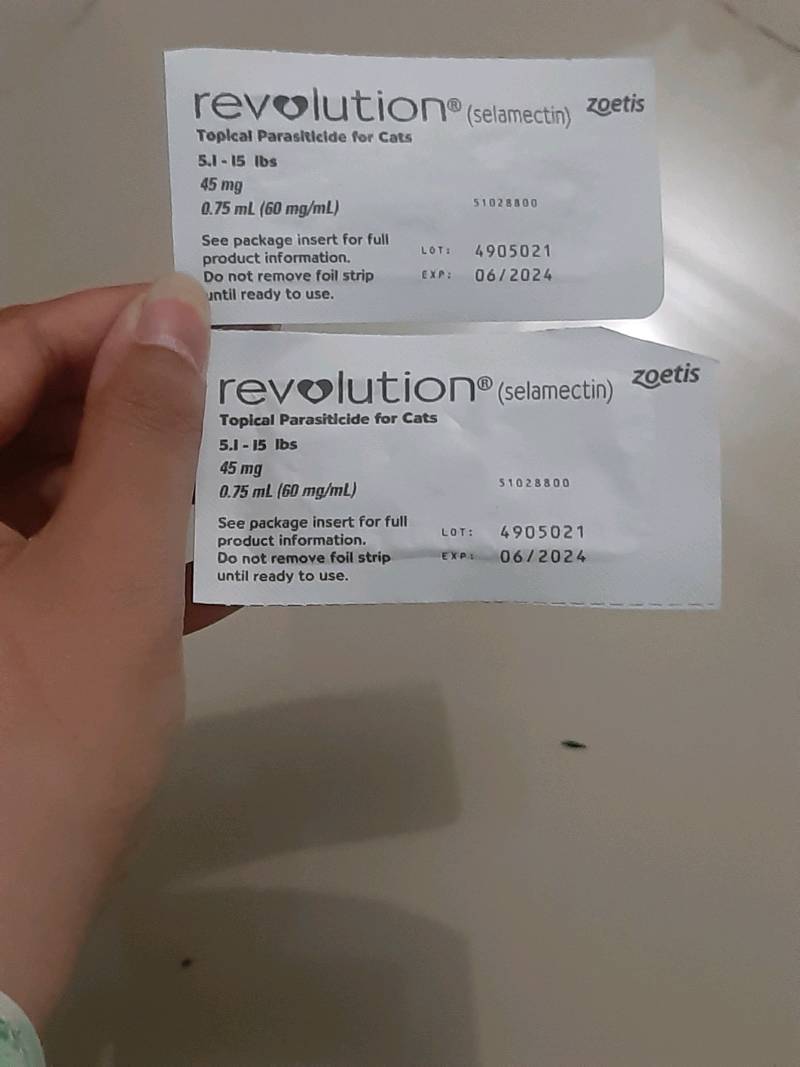 revolution® (selamectin) zoetis
Topical Parasiticide for Cats
5.1 - 15 lbs
45 mg
0.75 mL (60 mg/mL)
51028800
See package insert for full
product information.
Do not remove foil strip
until ready to use.
LOT: 4905021
EXP: 06/2024
revolution® (selamectin) zoetis
Topical Parasiticide for Cats
5.1 - 15 lbs
45 mg
0.75 mL (60 mg/mL)
51028800
See package insert for full
product information.
Do not remove foil strip
until ready to use.
LOT: 4905021
EXP: 06/2024